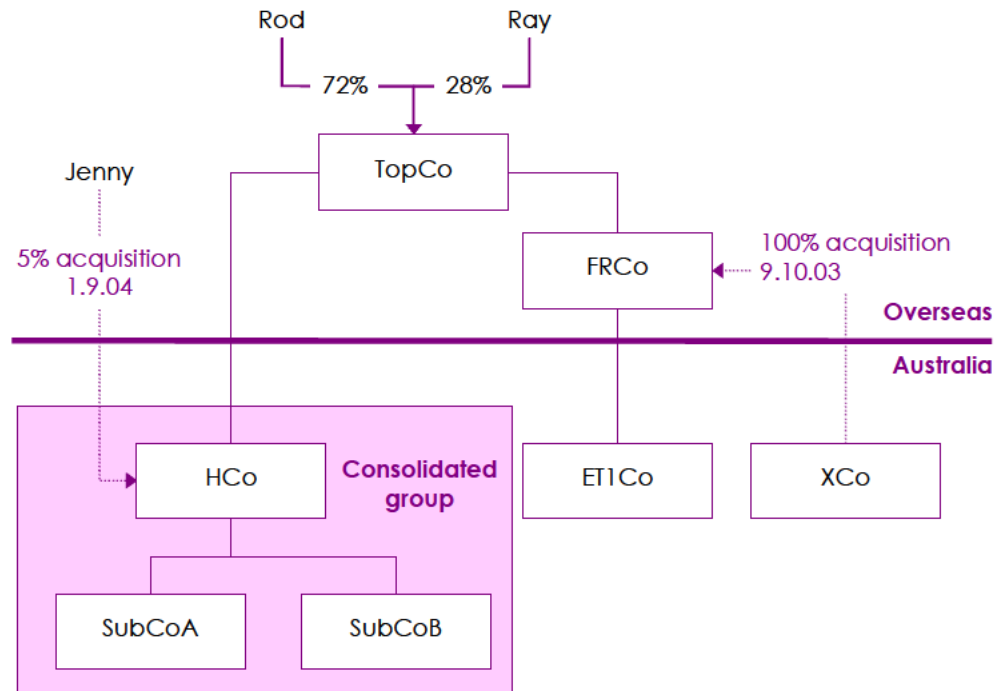 Rod
Ray
72%
28%
TopCo
Jenny
5% acquisition
1.9.04
FRCo
100% acquisition
9.10.03
Overseas
Australia
HCo
Consolidated
group
ET1Co
XCo
SubCoA
SubCoB